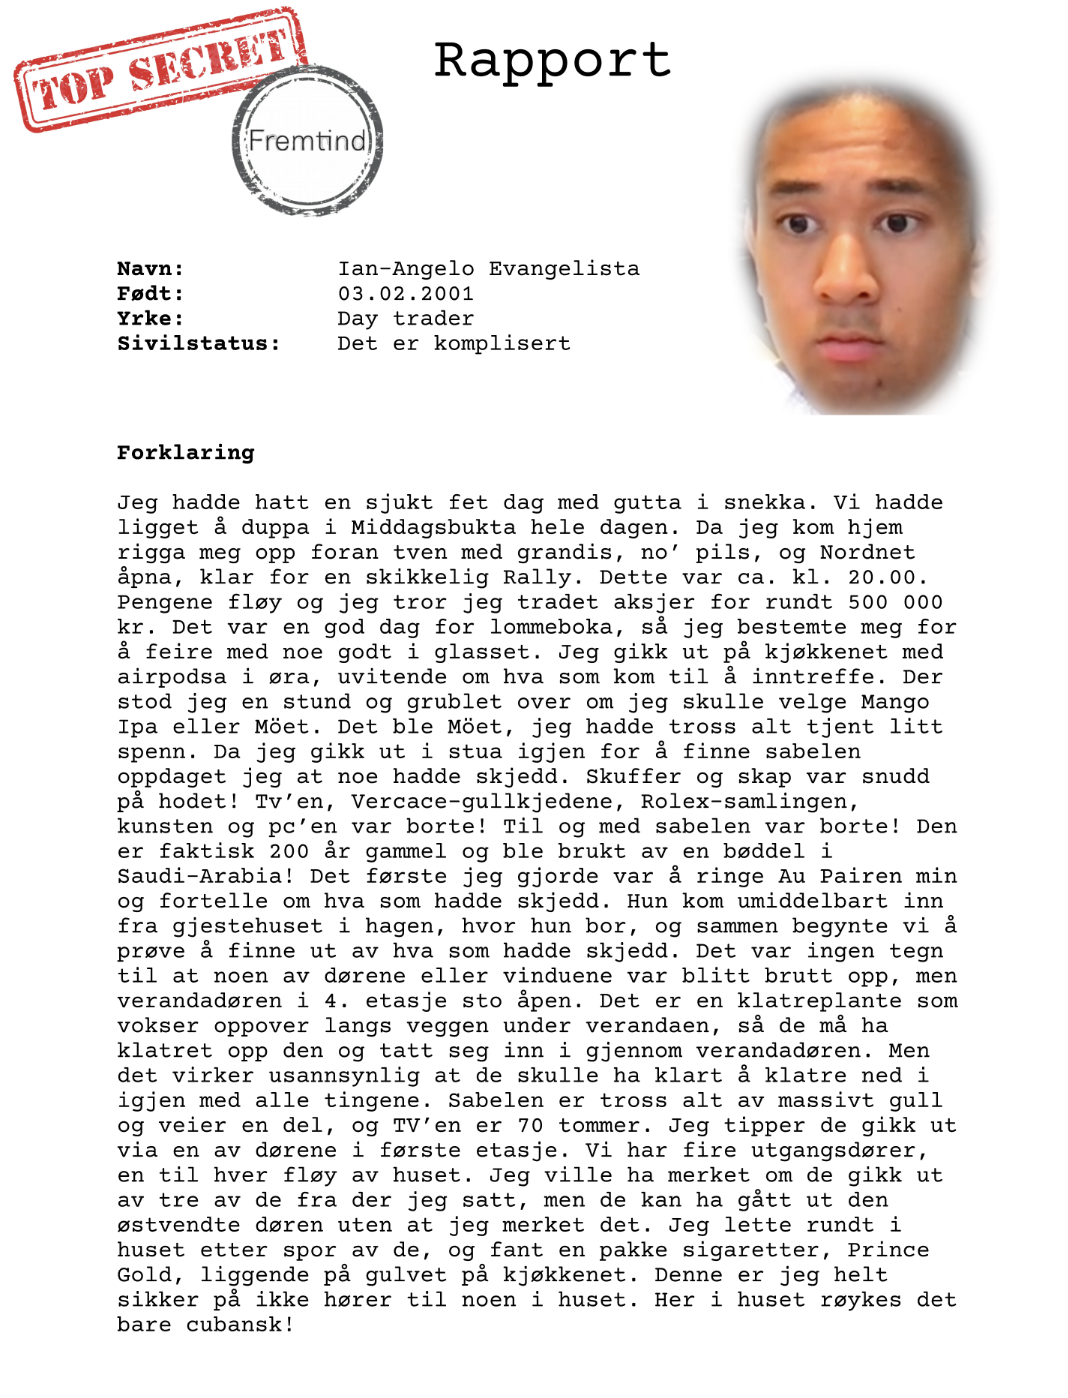 TOP SECRET
Rapport
Fremtind
Navn: Ian-Angelo Evangelista
Født: 03.02.2001
Yrke: Day trader
Sivilstatus: Det er komplisert
Forklaring
Jeg hadde hatt en sjukt fet dag med gutta i snekka. Vi hadde
ligget å duppa i Middagsbukta hele dagen. Da jeg kom hjem
rigga meg opp foran tven med grandis, no’ pils, og Nordnet
åpna, klar for en skikkelig Rally. Dette var ca. kl. 20.00.
Pengene fløy og jeg tror jeg tradet aksjer for rundt 500 000
kr. Det var en god dag for lommeboka, så jeg bestemte meg for
å feire med noe godt i glasset. Jeg gikk ut på kjøkkenet med
airpodsa i øra, uvitende om hva som kom til å inntreffe. Der
stod jeg en stund og grublet over om jeg skulle velge Mango
Ipa eller Möet. Det ble Möet, jeg hadde tross alt tjent litt
spenn. Da jeg gikk ut i stua igjen for å finne sabelen
oppdaget jeg at noe hadde skjedd. Skuffer og skap var snudd
på hodet! Tv’en, Vercace-gullkjedene, Rolex-samlingen,
kunsten og pc’en var borte! Til og med sabelen var borte! Den
er faktisk 200 år gammel og ble brukt av en bøddel i
Saudi-Arabia! Det første jeg gjorde var å ringe Au Pairen min
og fortelle om hva som hadde skjedd. Hun kom umiddelbart inn
fra gjestehuset i hagen, hvor hun bor, og sammen begynte vi å
prøve å finne ut av hva som hadde skjedd. Det var ingen tegn
til at noen av dørene eller vinduene var blitt brutt opp, men
verandadøren i 4. etasje sto åpen. Det er en klatreplante som
vokser oppover langs veggen under verandaen, så de må ha
klatret opp den og tatt seg inn i gjennom verandadøren. Men
det virker usannsynlig at de skulle ha klart å klatre ned i
igjen med alle tingene. Sabelen er tross alt av massivt gull
og veier en del, og TV’en er 70 tommer. Jeg tipper de gikk ut
via en av dørene i første etasje. Vi har fire utgangsdører,
en til hver fløy av huset. Jeg ville ha merket om de gikk ut
av tre av de fra der jeg satt, men de kan ha gått ut den
østvendte døren uten at jeg merket det. Jeg lette rundt i
huset etter spor av de, og fant en pakke sigaretter, Prince
Gold, liggende på gulvet på kjøkkenet. Denne er jeg helt
sikker på ikke hører til noen i huset. Her i huset røykes det
bare cubansk!